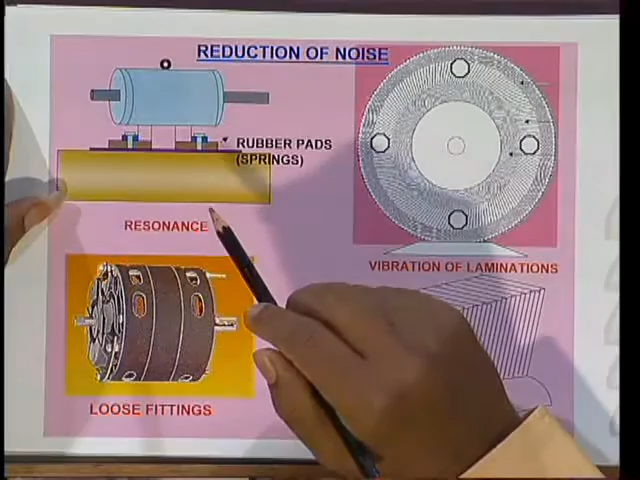 REDUCTION OF NOISE
RUBBER PADS
(SPRINGS)
RESONANCE
VIBRATION OF LAMINATIONS
LOOSE FITTINGS